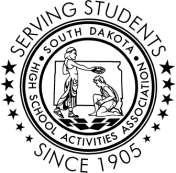 SERVING STUDENTS
SOUTH DAKOTA
HIGH SCHOOL ACTIVITIES ASSOCIATION
SINCE 1905